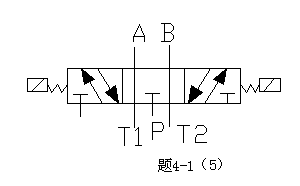 A B
T1 P T2
题4-1（5）